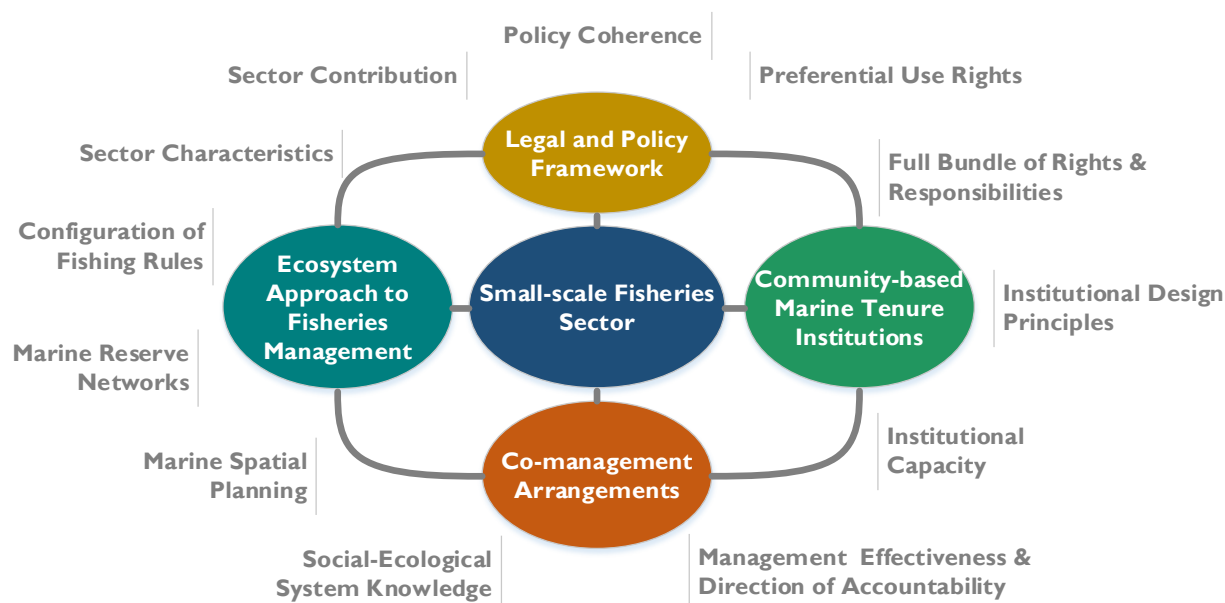 Policy Coherence
Sector Contribution
Preferential Use Rights
Legal and Policy
Framework
Sector Characteristics
Full Bundle of Rights &
Responsibilities
Configuration of
Fishing Rules
Ecosystem
Approach to
Fisheries
Management
Small-scale Fisheries
Sector
Community-based
Marine Tenure
Institutions
Institutional Design
Principles
Marine Reserve
Networks
Marine Spatial
Planning
Co-management
Arrangements
Institutional
Capacity
Social-Ecological
System Knowledge
Management Effectiveness &
Direction of Accountability